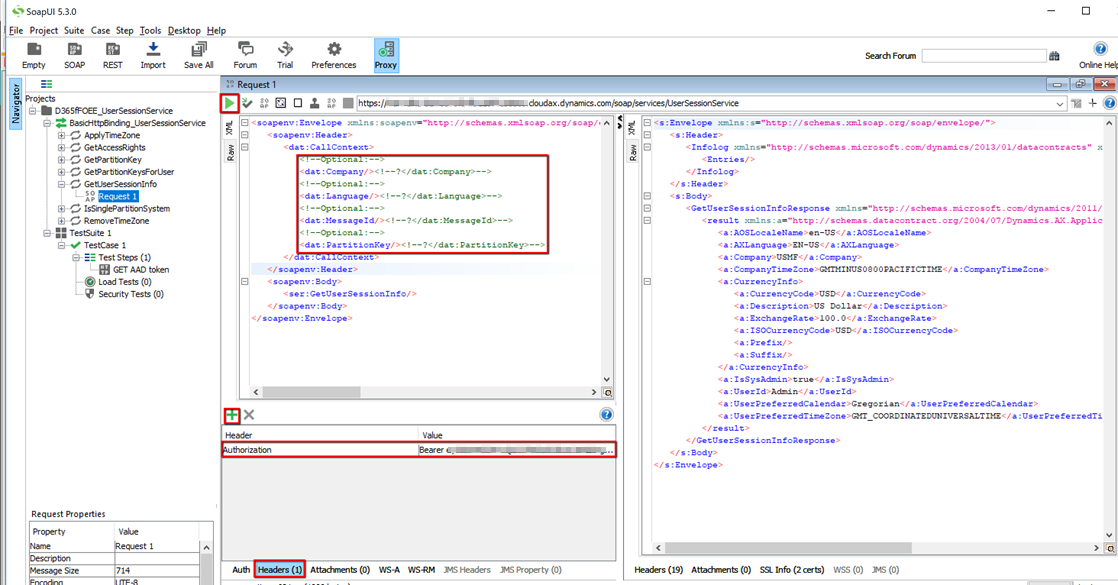 SoapUI 5.3.0
File Project Suite Case Step Tools Desktop Help
Empty SOAP REST Import Save All Forum Trial Preferences Proxy
Search Forum
Online Help
Navigator
Projects
D365ffOEE_UserSessionService
BasicHttpBinding_UserSessionService
ApplyTimeZone
GetAccessRights
GetPartitionKey
GetPartitionKeysForUser
GetUserSessionInfo
Request 1
IsSinglePartitionSystem
RemoveTimeZone
TestSuite 1
TestCase 1
Test Steps (1)
GET AAD token
Load Tests (0)
Security Tests (0)
Request Properties
Property Value
Name Request 1
Description
Message Size 714
Encoding UTF-8
Request 1
https:// cloudax.dynamics.com/soap/services/UserSessionService
XML
Raw
<soapenv:Envelope xmlns:soapenv="http://schemas.xmlsoap.org/soap/
<soapenv:Header>
<dat:CallContext>
<!--Optional:-->
<dat:Company/><!--?</dat:Company>-->
<!--Optional:-->
<dat:Language/><!--?</dat:Language>-->
<!--Optional:-->
<dat:MessageId/><!--?</dat:MessageId>-->
<!--Optional:-->
<dat:PartitionKey/><!--?</dat:PartitionKey>-->
</dat:CallContext>
</soapenv:Header>
<soapenv:Body>
<ser:GetUserSessionInfo/>
</soapenv:Body>
</soapenv:Envelope>
Header Value
Authorization Bearer
Auth Headers (1) Attachments (0) WS-A WS-RM JMS Headers JMS Property (0)
XML
Raw
<s:Envelope xmlns:s="http://schemas.xmlsoap.org/soap/envelope/">
<s:Header>
<Infolog xmlns="http://schemas.microsoft.com/dynamics/2013/01/datacontracts" x
<Entries/>
</Infolog>
</s:Header>
<s:Body>
<GetUserSessionInfoResponse xmlns="http://schemas.microsoft.com/dynamics/2011/
<result xmlns:a="http://schemas.datacontract.org/2004/07/Dynamics.AX.Applic
<a:AOSLocaleName>en-US</a:AOSLocaleName>
<a:AXLanguage>EN-US</a:AXLanguage>
<a:Company>USMF</a:Company>
<a:CompanyTimeZone>GMTMINUS0800PACIFICTIME</a:CompanyTimeZone>
<a:CurrencyInfo>
<a:CurrencyCode>USD</a:CurrencyCode>
<a:Description>US Dollar</a:Description>
<a:ExchangeRate>100.0</a:ExchangeRate>
<a:ISOCurrencyCode>USD</a:ISOCurrencyCode>
<a:Prefix/>
<a:Suffix/>
</a:CurrencyInfo>
<a:IsSysAdmin>true</a:IsSysAdmin>
<a:UserId>Admin</a:UserId>
<a:UserPreferredCalendar>Gregorian</a:UserPreferredCalendar>
<a:UserPreferredTimeZone>GMT_COORDINATEDUNIVERSALTIME</a:UserPreferredTi
</result>
</GetUserSessionInfoResponse>
</s:Body>
</s:Envelope>
Headers (19) Attachments (0) SSL Info (2 certs) WSS (0) JMS (0)